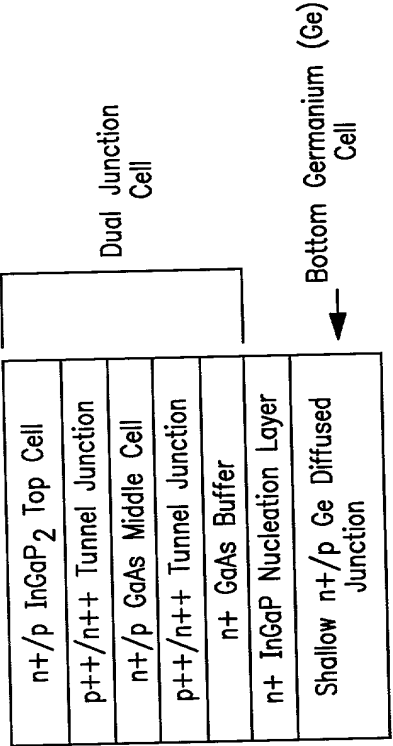 n+/p InGaP2 Top Cell
p++/n++ Tunnel Junction
n+/p GaAs Middle Cell
p++/n++ Tunnel Junction
n+ GaAs Buffer
n+ InGaP Nucleation Layer
Shallow n+/p Ge Diffused
Junction
Dual Junction
Cell
Bottom Germanium (Ge)
Cell